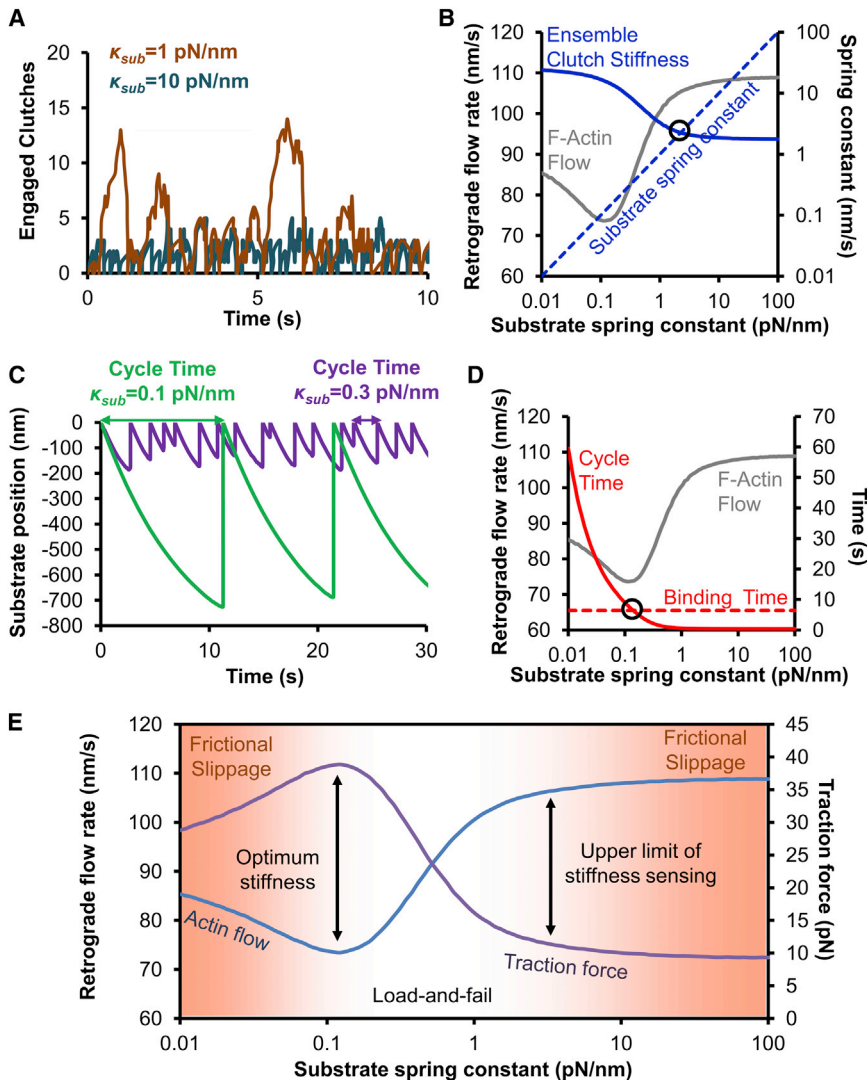 A
κsub=1 pN/nm
κsub=10 pN/nm
Engaged Clutches
20
15
10
5
0
0
5
10
Time (s)
B
Ensemble
Clutch Stiffness
F-Actin
Flow
Substrate spring constant
Retrograde flow rate (nm/s)
120
110
100
90
80
70
60
100
10
1
0.1
0.01
Spring constant (nm/s)
0.01
0.1
1
10
100
Substrate spring constant (pN/nm)
C
Cycle Time
κsub=0.1 pN/nm
Cycle Time
κsub=0.3 pN/nm
Substrate position (nm)
0
-100
-200
-300
-400
-500
-600
-700
-800
0
10
20
30
Time (s)
D
Cycle
Time
F-Actin
Flow
Binding Time
Retrograde flow rate (nm/s)
120
110
100
90
80
70
60
70
60
50
40
30
20
10
0
Time (s)
0.01
0.1
1
10
100
Substrate spring constant (pN/nm)
E
Frictional
Slippage
Frictional
Slippage
Optimum
stiffness
Upper limit of
stiffness sensing
Actin flow
Traction force
Load-and-fail
Retrograde flow rate (nm/s)
120
110
100
90
80
70
60
45
40
35
30
25
20
15
10
5
0
Traction force (pN)
0.01
0.1
1
10
100
Substrate spring constant (pN/nm)